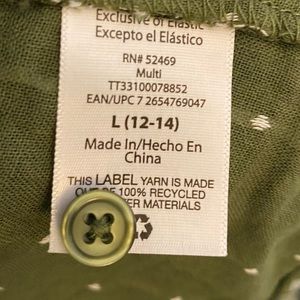 Exclusive of Elastic
Excepto el Elástico
RN# 52469
Multi
TT33100078852
EAN/UPC 7 2654769047
L (12-14)
Made In/Hecho En
China
THIS LABEL YARN IS MADE
OF 100% RECYCLED
MATERIALS